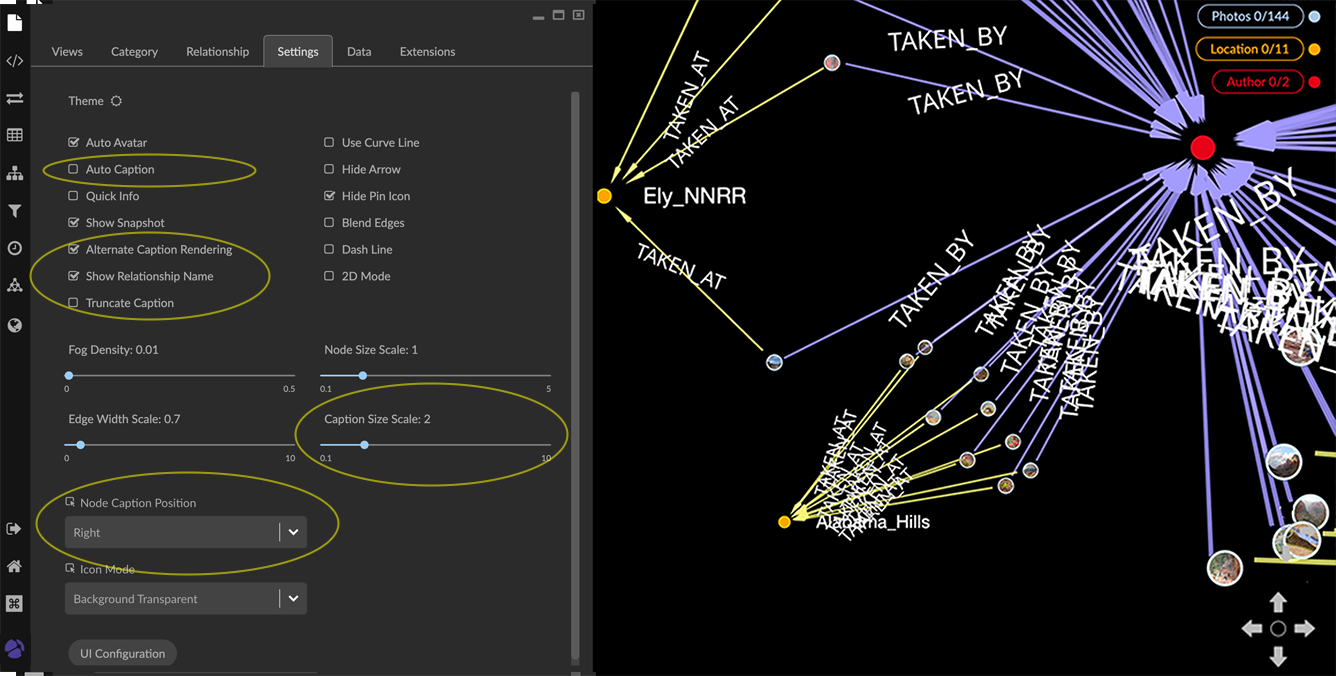 Views Category Relationship Settings Data Extensions
Theme
Auto Avatar
Use Curve Line
Auto Caption
Hide Arrow
Quick Info
Hide Pin Icon
Show Snapshot
Blend Edges
Alternate Caption Rendering
Dash Line
Show Relationship Name
2D Mode
Truncate Caption
Fog Density: 0.01
Node Size Scale: 1
0 0.5
0.1 5
Edge Width Scale: 0.7
Caption Size Scale: 2
0 10
0.1 10
Node Caption Position
Right
Icon Mode
Background Transparent
UI Configuration
Photos 0/144
Location 0/11
Author 0/2
TAKEN_BY
TAKEN_BY
TAKEN_AT
TAKEN_AT
Ely_NNRR
TAKEN_AT
TAKEN_BY
TAKEN_BY
TAKEN_BY
TAKEN_BY
TAKEN_BY
TAKEN_BY
Alabama_Hills